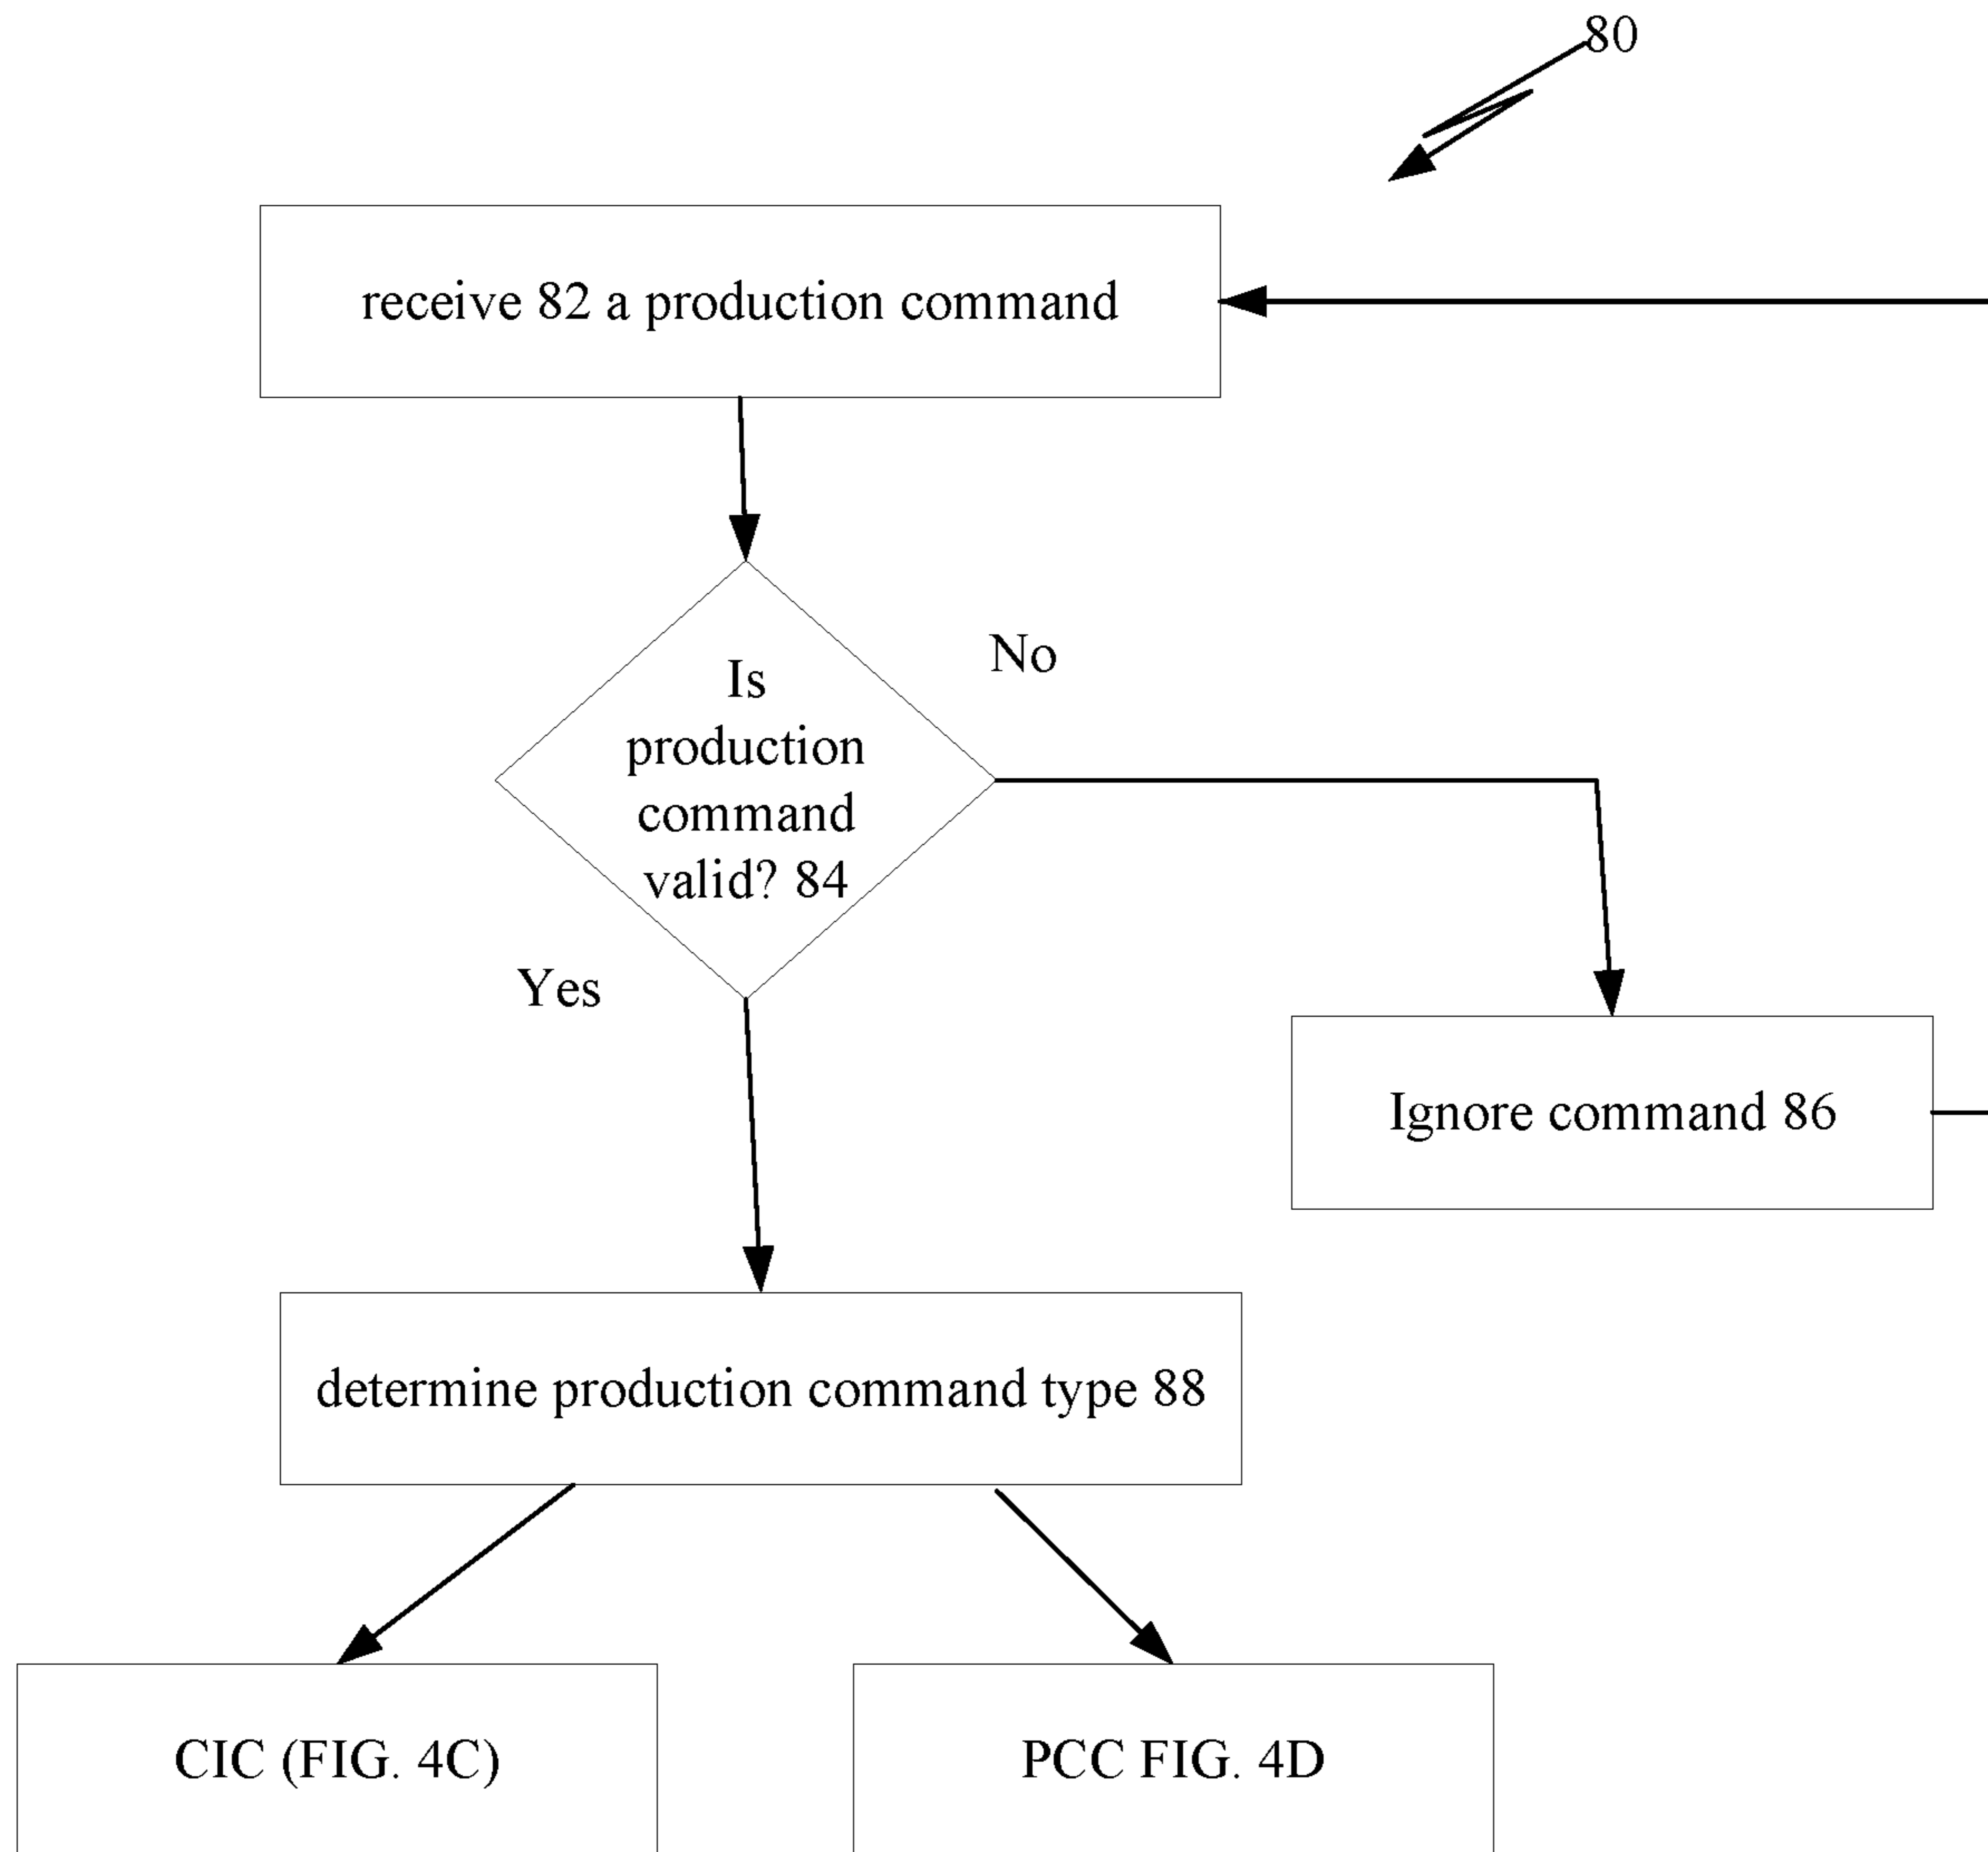 80
receive 82 a production command
No
Is
production
command
valid? 84
Yes
Ignore command 86
determine production command type 88
CIC (FIG. 4C)
PCC FIG. 4D